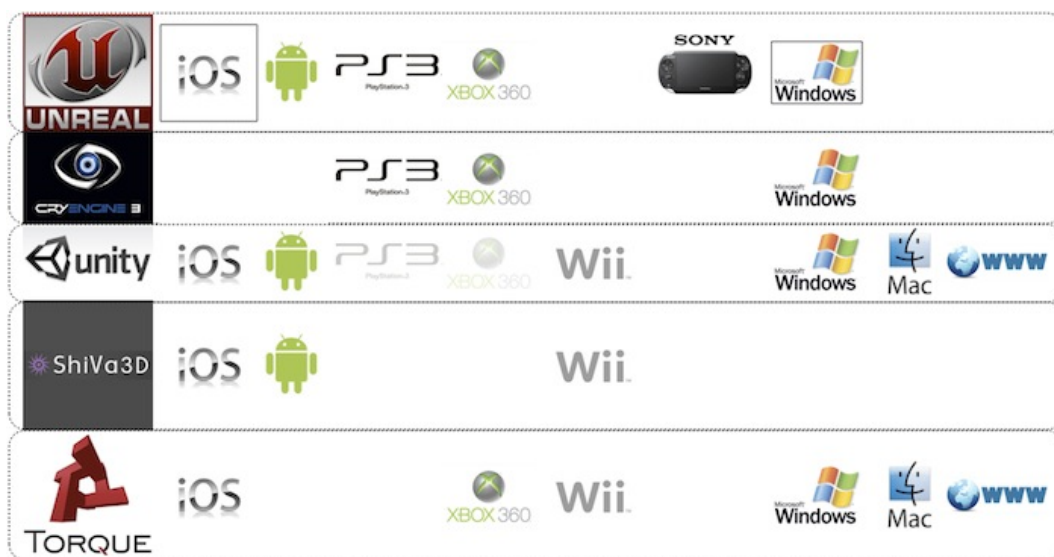 UNREAL
iOS
PS3
PlayStation.3
XBOX 360
SONY
Microsoft
Windows
CRYENGINE 3
PS3
PlayStation.3
XBOX 360
Microsoft
Windows
unity
iOS
PS3
PlayStation.3
XBOX 360
Wii
Microsoft
Windows
Mac
www
ShiVa3D
iOS
Wii
TORQUE
iOS
XBOX 360
Wii
Microsoft
Windows
Mac
www